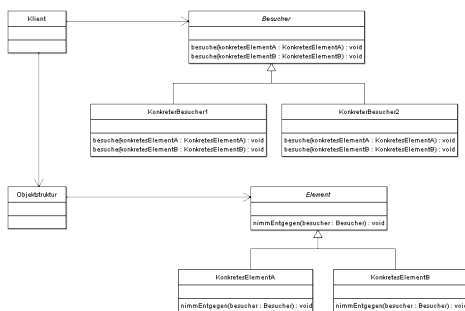 Klient
Besucher
besuche(konkretesElementA : KonkretesElementA) : void
besuche(konkretesElementB : KonkretesElementB) : void
KonkreterBesucher1
KonkreterBesucher2
besuche(konkretesElementA : KonkretesElementA) : void
besuche(konkretesElementB : KonkretesElementB) : void
besuche(konkretesElementA : KonkretesElementA) : void
besuche(konkretesElementB : KonkretesElementB) : void
Objektstruktur
Element
nimmEntgegen(besucher : Besucher) : void
KonkretesElementA
KonkretesElementB
nimmEntgegen(besucher : Besucher) : void
nimmEntgegen(besucher : Besucher) : void